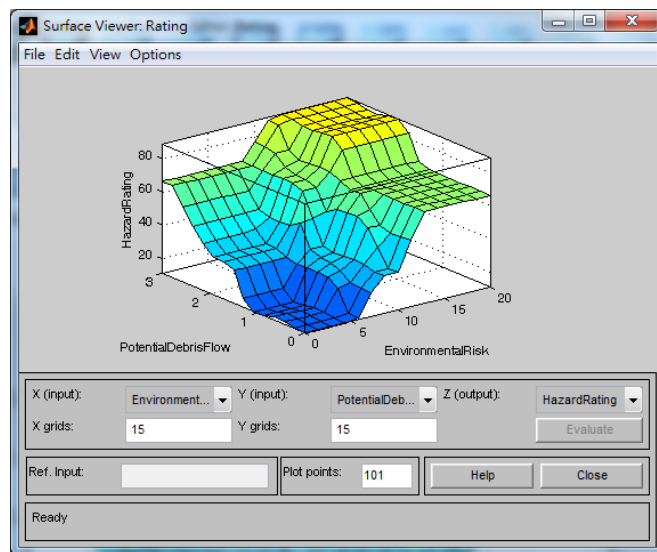 Surface Viewer: Rating
File Edit View Options
80
60
40
20
HazardRating
3
2
1
0
PotentialDebrisFlow
0
5
10
15
20
EnvironmentalRisk
X (input): Environment... Y (input): PotentialDeb... Z (output): HazardRating
X grids: 15 Y grids: 15 Evaluate
Ref. Input: Plot points: 101 Help Close
Ready